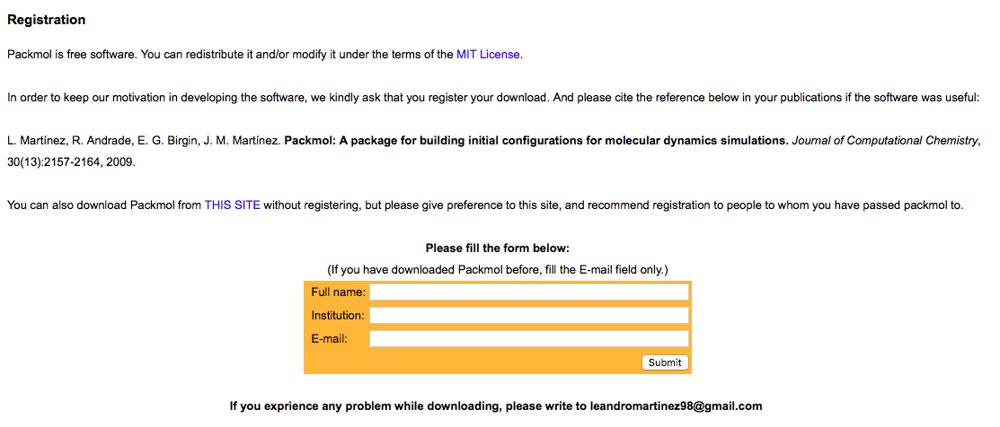 Registration
Packmol is free software. You can redistribute it and/or modify it under the terms of the MIT License.
In order to keep our motivation in developing the software, we kindly ask that you register your download. And please cite the reference below in your publications if the software was useful:
L. Martínez, R. Andrade, E. G. Birgin, J. M. Martínez. Packmol: A package for building initial configurations for molecular dynamics simulations. Journal of Computational Chemistry,
30(13):2157-2164, 2009.
You can also download Packmol from THIS SITE without registering, but please give preference to this site, and recommend registration to people to whom you have passed packmol to.
Please fill the form below:
(If you have downloaded Packmol before, fill the E-mail field only.)
Full name:
Institution:
E-mail:
Submit
If you exprience any problem while downloading, please write to leandromartinez98@gmail.com